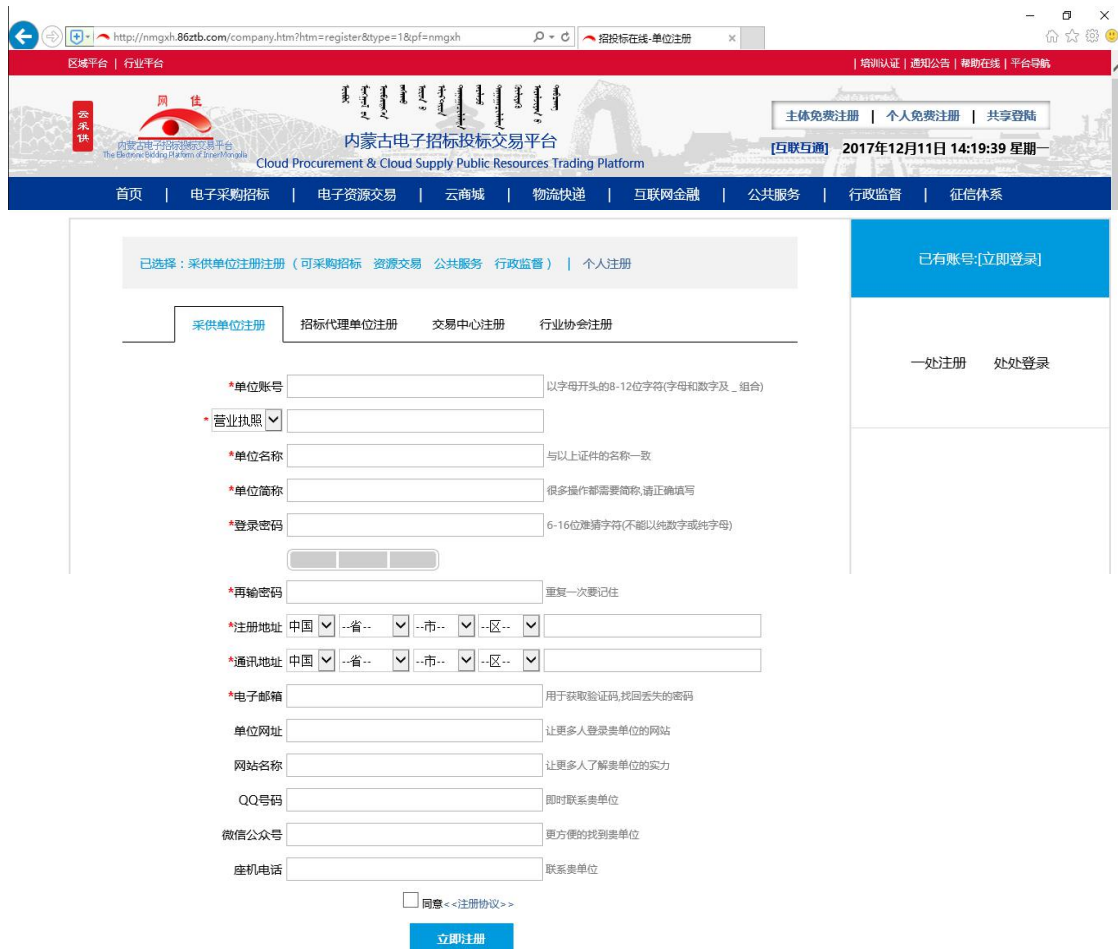 http://nmgxh.86ztb.com/company.htm?htm=register&type=1&pf=nmgxh
招投标在线-单位注册
区域平台 | 行业平台
| 培训认证 | 通知公告 | 帮助在线 | 平台导航
云采供
网佳
内蒙古电子招标投标交易平台
The Electronic Bidding Platform of Inner Mongolia
内蒙古电子招标投标交易平台
Cloud Procurement & Cloud Supply Public Resources Trading Platform
主体免费注册 | 个人免费注册 | 共享登陆
[互联互通] 2017年12月11日 14:19:39 星期一
首页 | 电子采购招标 | 电子资源交易 | 云商城 | 物流快递 | 互联网金融 | 公共服务 | 行政监督 | 征信体系
已选择：采供单位注册注册（可采购招标 资源交易 公共服务 行政监督） | 个人注册
已有账号:[立即登录]
采供单位注册 招标代理单位注册 交易中心注册 行业协会注册
一处注册 处处登录
*单位账号 以字母开头的8-12位字符(字母和数字及 _ 组合)
* 营业执照
*单位名称 与以上证件的名称一致
*单位简称 很多操作都需要简称,请正确填写
*登录密码 6-16位难猜字符(不能以纯数字或纯字母)
*再输密码 重复一次要记住
*注册地址 中国 --省-- --市-- --区--
*通讯地址 中国 --省-- --市-- --区--
*电子邮箱 用于获取验证码,找回丢失的密码
单位网址 让更多人登录贵单位的网站
网站名称 让更多人了解贵单位的实力
QQ号码 即时联系贵单位
微信公众号 更方便的找到贵单位
座机电话 联系贵单位
同意<<注册协议>>
立即注册